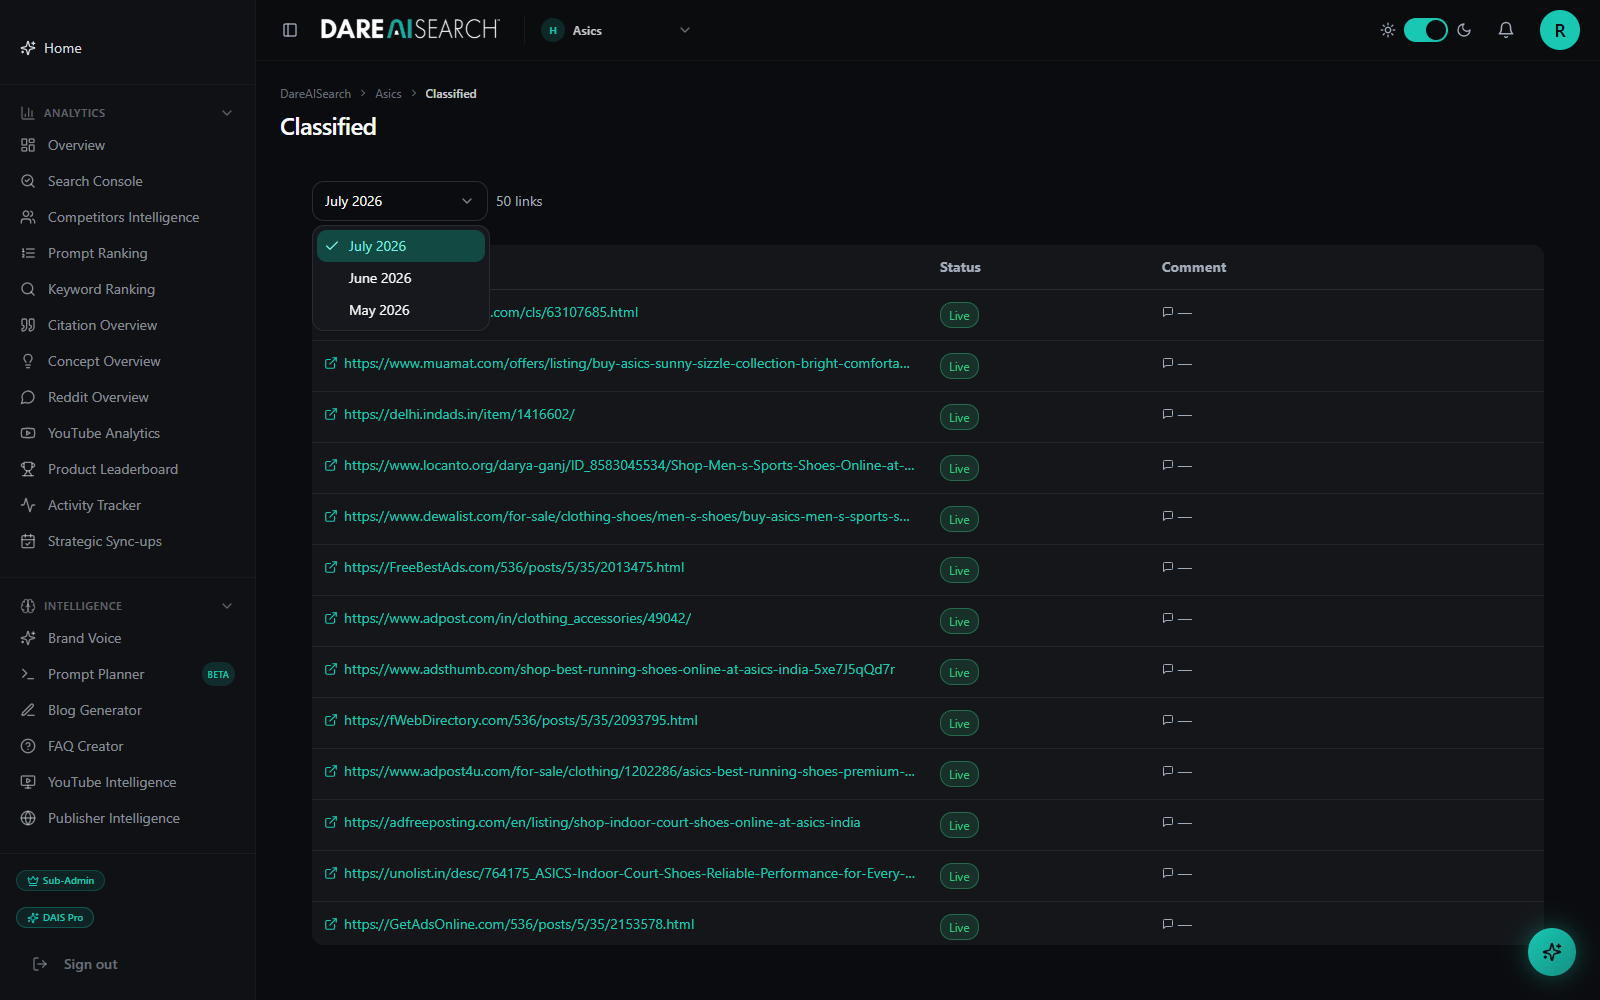 Home
ANALYTICS
Overview
Search Console
Competitors Intelligence
Prompt Ranking
Keyword Ranking
Citation Overview
Concept Overview
Reddit Overview
YouTube Analytics
Product Leaderboard
Activity Tracker
Strategic Sync-ups
INTELLIGENCE
Brand Voice
Prompt Planner BETA
Blog Generator
FAQ Creator
YouTube Intelligence
Publisher Intelligence
Sub-Admin
DAIS Pro
Sign out
DARE AI SEARCH
H Asics
R
DareAISearch > Asics > Classified
Classified
July 2026 50 links
July 2026
June 2026
May 2026
Status Comment
.com/cls/63107685.html Live —
https://www.muamat.com/offers/listing/buy-asics-sunny-sizzle-collection-bright-comforta... Live —
https://delhi.indads.in/item/1416602/ Live —
https://www.locanto.org/darya-ganj/ID_8583045534/Shop-Men-s-Sports-Shoes-Online-at-... Live —
https://www.dewalist.com/for-sale/clothing-shoes/men-s-shoes/buy-asics-men-s-sports-s... Live —
https://FreeBestAds.com/536/posts/5/35/2013475.html Live —
https://www.adpost.com/in/clothing_accessories/49042/ Live —
https://www.adsthumb.com/shop-best-running-shoes-online-at-asics-india-5xe7J5qQd7r Live —
https://fWebDirectory.com/536/posts/5/35/2093795.html Live —
https://www.adpost4u.com/for-sale/clothing/1202286/asics-best-running-shoes-premium-... Live —
https://adfreeposting.com/en/listing/shop-indoor-court-shoes-online-at-asics-india Live —
https://unolist.in/desc/764175_ASICS-Indoor-Court-Shoes-Reliable-Performance-for-Every-... Live —
https://GetAdsOnline.com/536/posts/5/35/2153578.html Live —